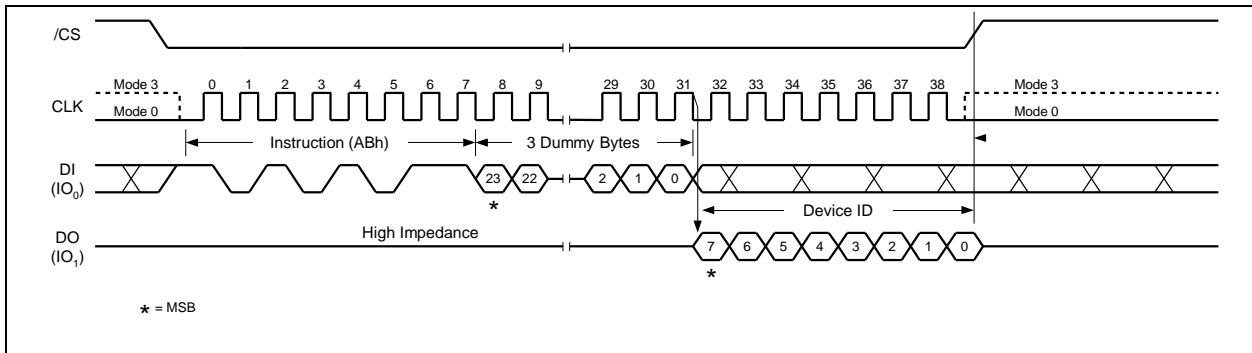 /CS
Mode 3 0 1 2 3 4 5 6 7 8 9 29 30 31 32 33 34 35 36 37 38 Mode 3
CLK
Mode 0 Mode 0
Instruction (ABh) 3 Dummy Bytes
DI
(IO0) 23 22 2 1 0
*
Device ID
High Impedance
DO
(IO1) 7 6 5 4 3 2 1 0
*
* = MSB